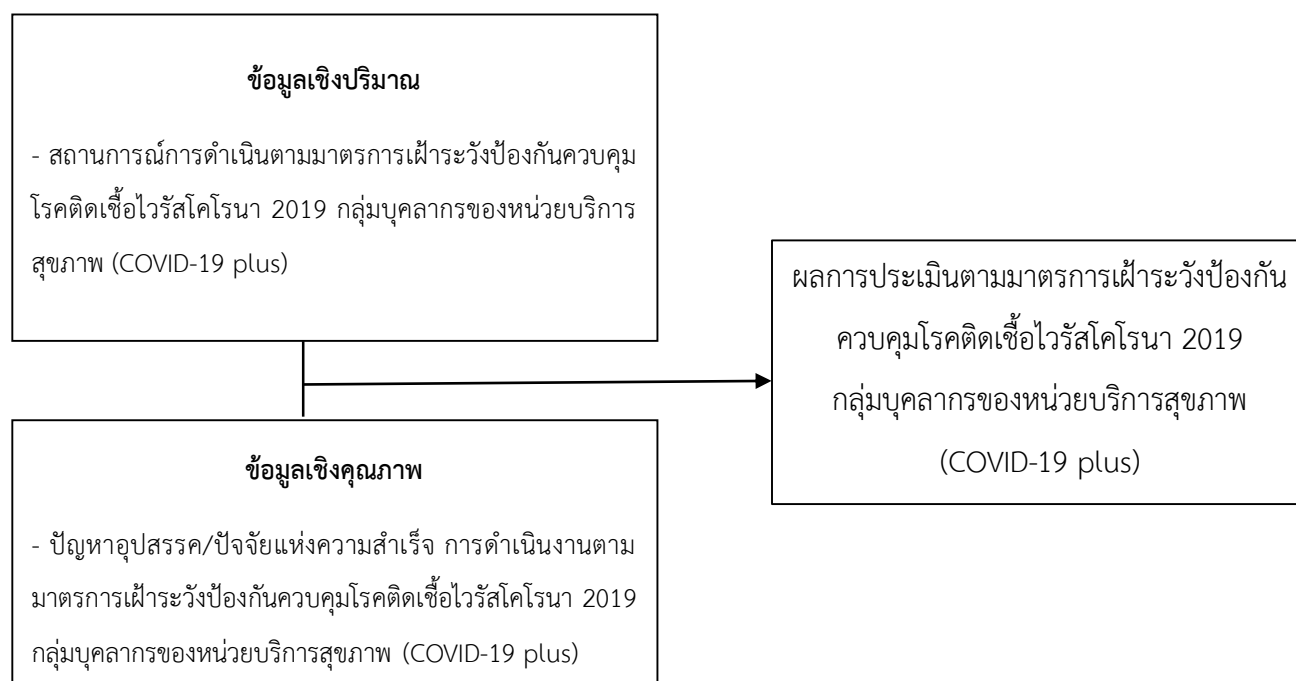 ข้อมูลเชิงปริมาณ
- สถานการณ์การดำเนินตามมาตรการเฝ้าระวังป้องกันควบคุม
โรคติดเชื้อไวรัสโคโรนา 2019 กลุ่มบุคลากรของหน่วยบริการ
สุขภาพ (COVID-19 plus)
ข้อมูลเชิงคุณภาพ
- ปัญหาอุปสรรค/ปัจจัยแห่งความสำเร็จ การดำเนินงานตาม
มาตรการเฝ้าระวังป้องกันควบคุมโรคติดเชื้อไวรัสโคโรนา 2019
กลุ่มบุคลากรของหน่วยบริการสุขภาพ (COVID-19 plus)
ผลการประเมินตามมาตรการเฝ้าระวังป้องกัน
ควบคุมโรคติดเชื้อไวรัสโคโรนา 2019
กลุ่มบุคลากรของหน่วยบริการสุขภาพ
(COVID-19 plus)